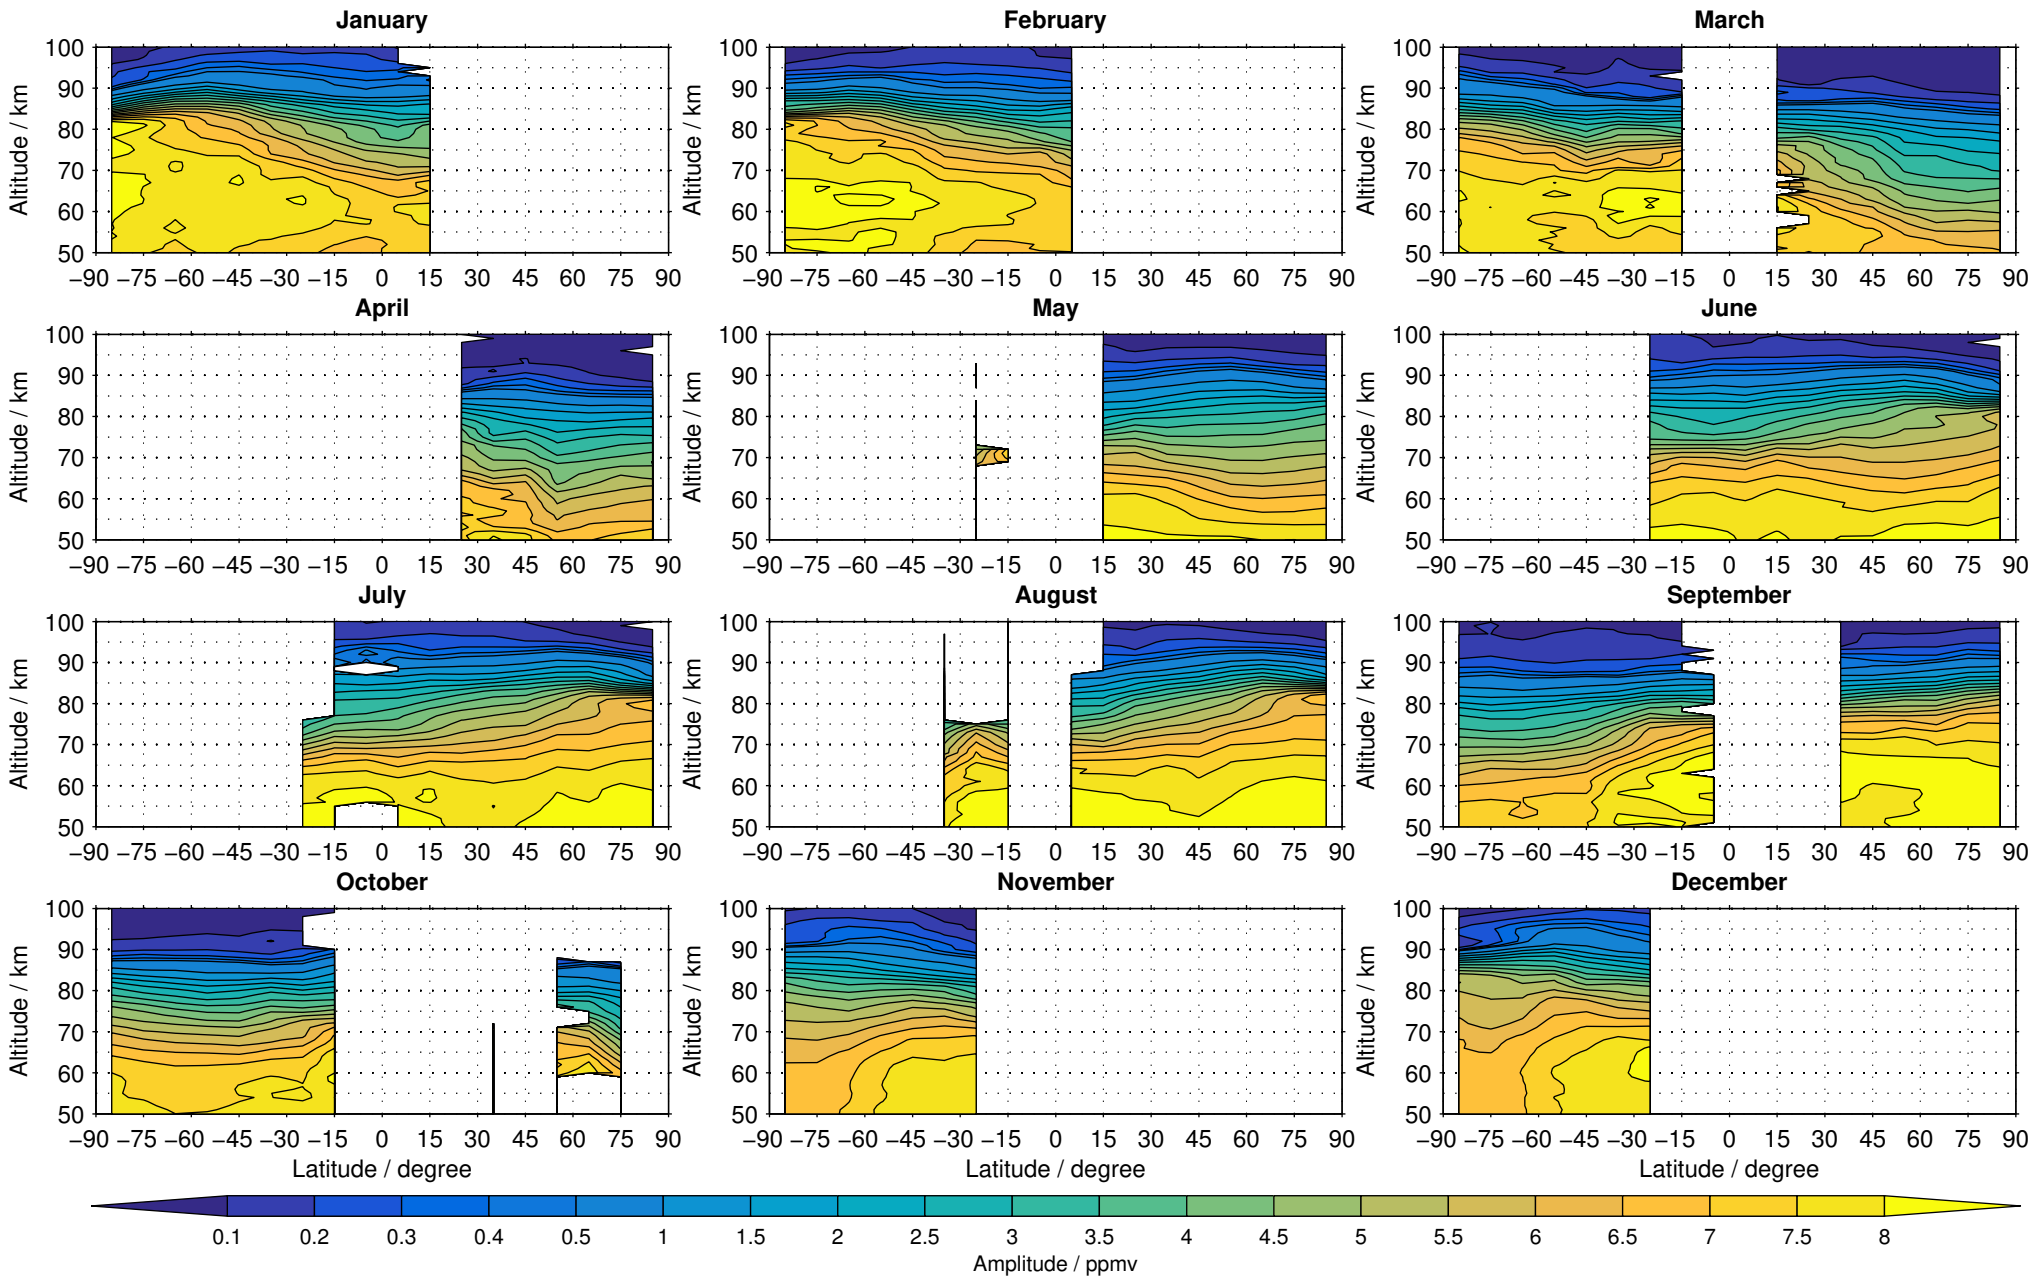 January February March
100 100 100
90 90 90
80 80 80
70 70 70
60 60 60
50 50 50
Altitude / km Altitude / km Altitude / km
−90 −75 −60 −45 −30 −15 0 15 30 45 60 75 90 −90 −75 −60 −45 −30 −15 0 15 30 45 60 75 90 −90 −75 −60 −45 −30 −15 0 15 30 45 60 75 90
April May June
100 100 100
90 90 90
80 80 80
70 70 70
60 60 60
50 50 50
Altitude / km Altitude / km Altitude / km
−90 −75 −60 −45 −30 −15 0 15 30 45 60 75 90 −90 −75 −60 −45 −30 −15 0 15 30 45 60 75 90 −90 −75 −60 −45 −30 −15 0 15 30 45 60 75 90
July August September
100 100 100
90 90 90
80 80 80
70 70 70
60 60 60
50 50 50
Altitude / km Altitude / km Altitude / km
−90 −75 −60 −45 −30 −15 0 15 30 45 60 75 90 −90 −75 −60 −45 −30 −15 0 15 30 45 60 75 90 −90 −75 −60 −45 −30 −15 0 15 30 45 60 75 90
October November December
100 100 100
90 90 90
80 80 80
70 70 70
60 60 60
50 50 50
Altitude / km Altitude / km Altitude / km
−90 −75 −60 −45 −30 −15 0 15 30 45 60 75 90 −90 −75 −60 −45 −30 −15 0 15 30 45 60 75 90 −90 −75 −60 −45 −30 −15 0 15 30 45 60 75 90
Latitude / degree Latitude / degree Latitude / degree
0.1 0.2 0.3 0.4 0.5 1 1.5 2 2.5 3 3.5 4 4.5 5 5.5 6 6.5 7 7.5 8
Amplitude / ppmv